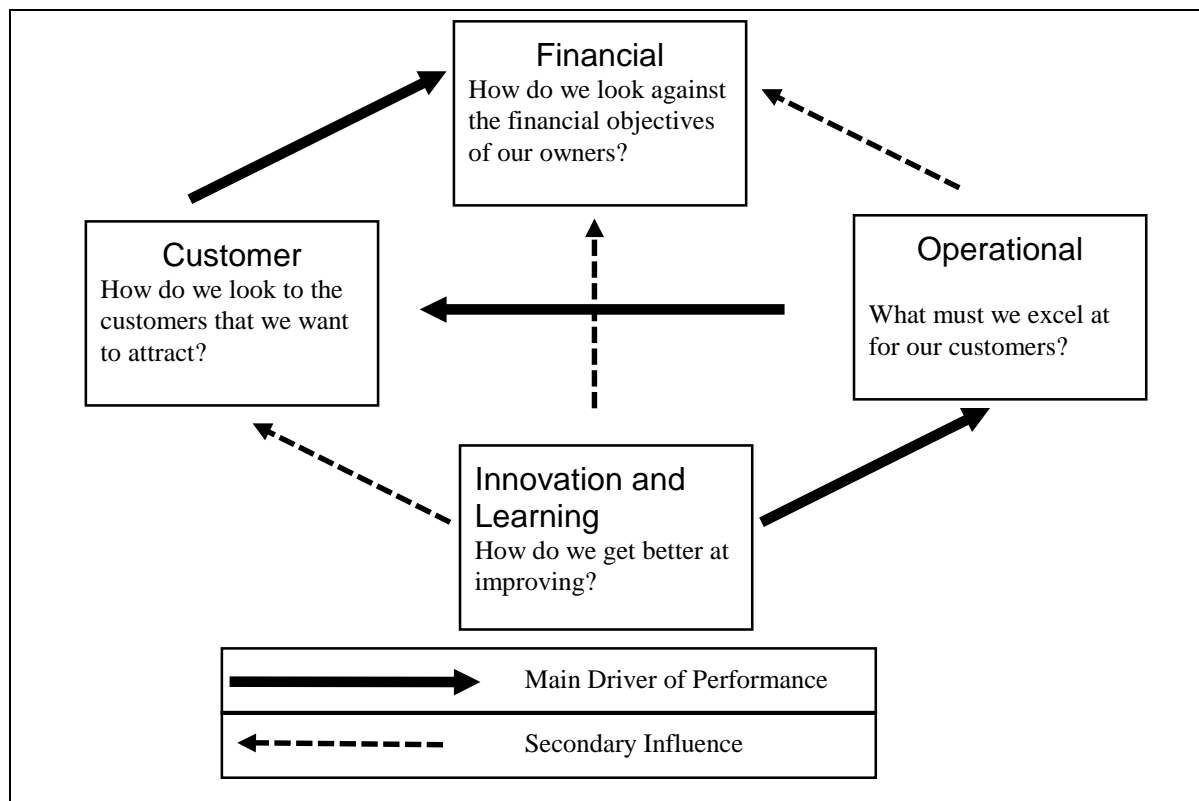 Financial
How do we look against
the financial objectives
of our owners?
Customer
How do we look to the
customers that we want
to attract?
Operational
What must we excel at
for our customers?
Innovation and
Learning
How do we get better at
improving?
Main Driver of Performance
Secondary Influence